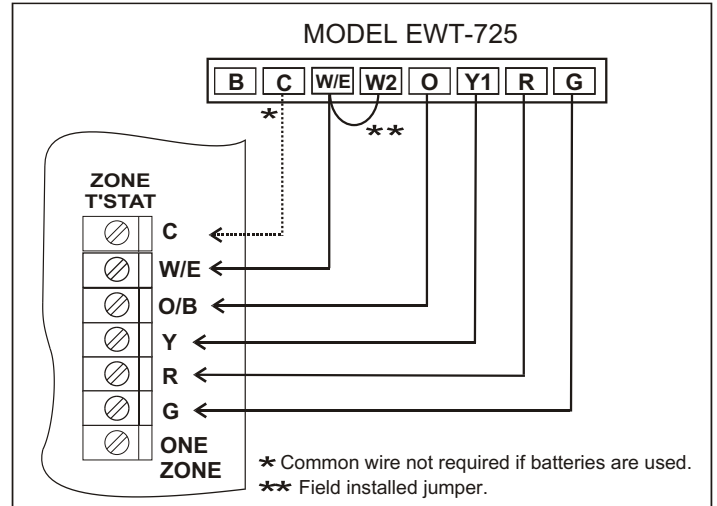 MODEL EWT-725
B C W/E W2 O Y1 R G
* **
ZONE
T'STAT
C
W/E
O/B
Y
R
G
ONE
ZONE
* Common wire not required if batteries are used.
** Field installed jumper.